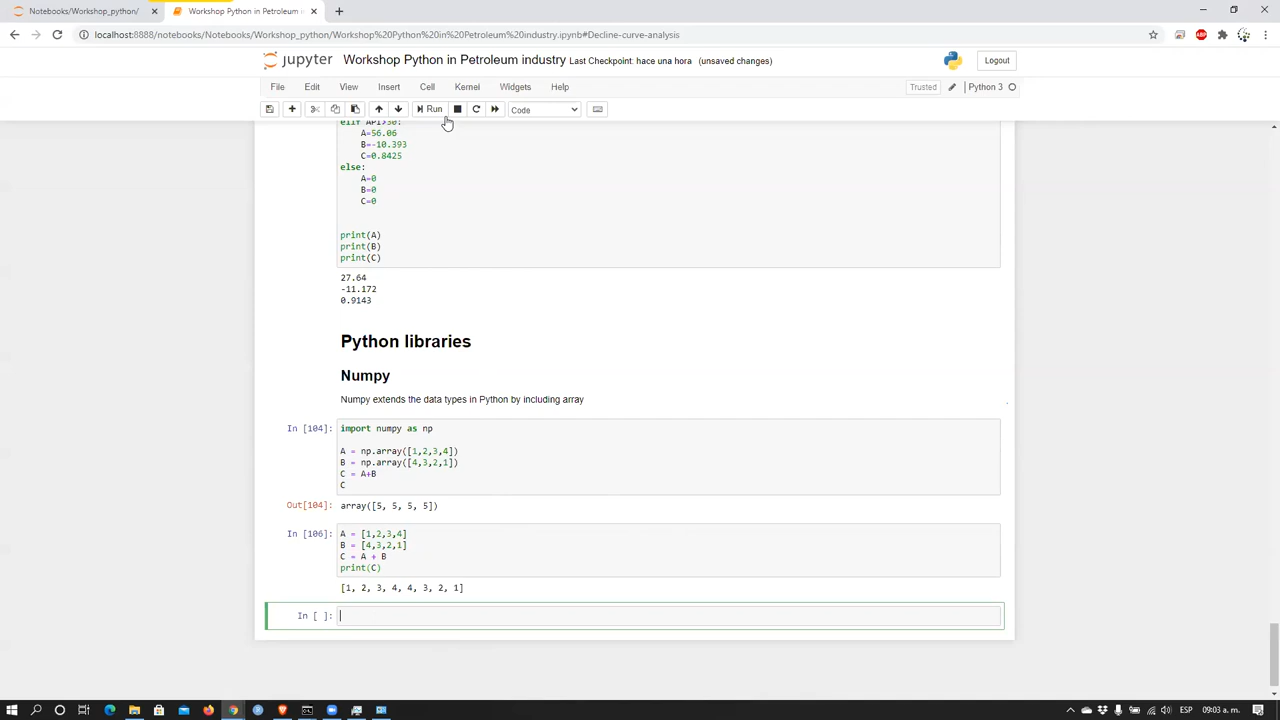 Notebooks/Workshop_python/
Workshop Python in Petroleum i
localhost:8888/notebooks/Notebooks/Workshop_python/Workshop%20Python%20in%20Petroleum%20industry.ipynb#Decline-curve-analysis
ABP
jupyter Workshop Python in Petroleum industry Last Checkpoint: hace una hora (unsaved changes)
Logout
File Edit View Insert Cell Kernel Widgets Help
Trusted Python 3
Run Code
elif API>30:
A=56.06
B=-10.393
C=0.8425
else:
A=0
B=0
C=0
print(A)
print(B)
print(C)
27.64
-11.172
0.9143
Python libraries
Numpy
Numpy extends the data types in Python by including array
In [104]: import numpy as np
A = np.array([1,2,3,4])
B = np.array([4,3,2,1])
C = A+B
C
Out[104]: array([5, 5, 5, 5])
In [106]: A = [1,2,3,4]
B = [4,3,2,1]
C = A + B
print(C)
[1, 2, 3, 4, 4, 3, 2, 1]
In [ ]:
ESP 09:03 a. m.